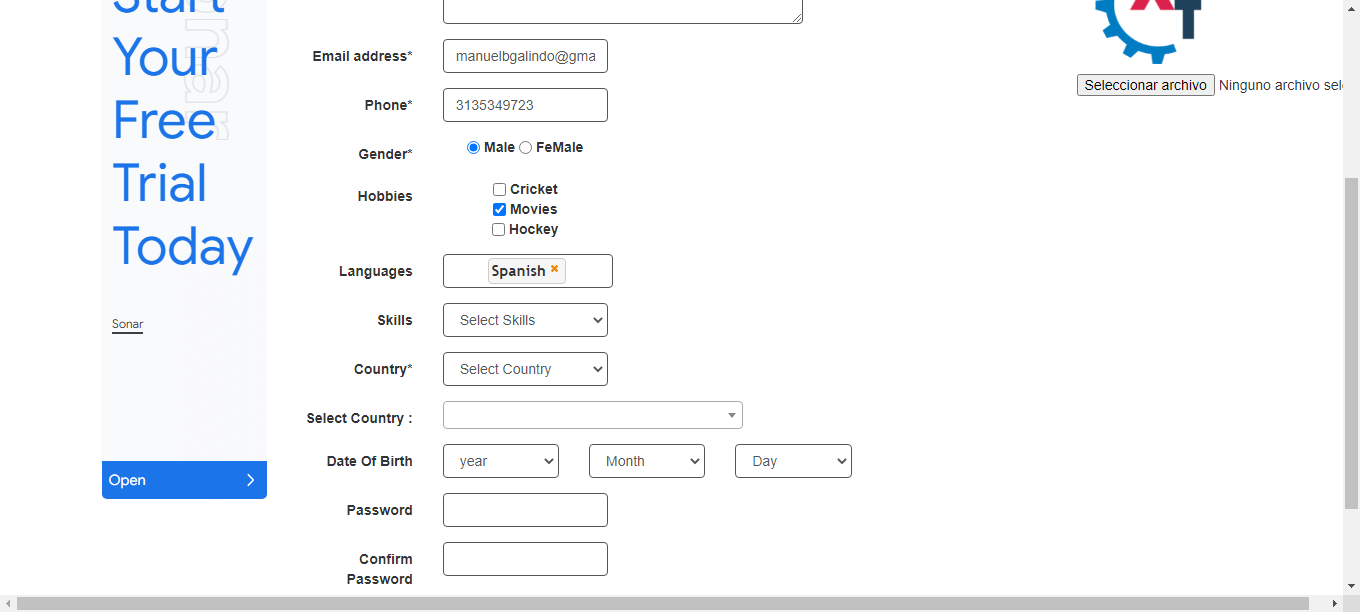 Start
Your
Free
Trial
Today
Sonar
Open
Email address*
manuelbgalindo@gma
Phone*
3135349723
Gender*
Male FeMale
Hobbies
Cricket
Movies
Hockey
Languages
Spanish
Skills
Select Skills
Country*
Select Country
Select Country :
Date Of Birth
year Month Day
Password
Confirm
Password
Seleccionar archivo Ninguno archivo sel